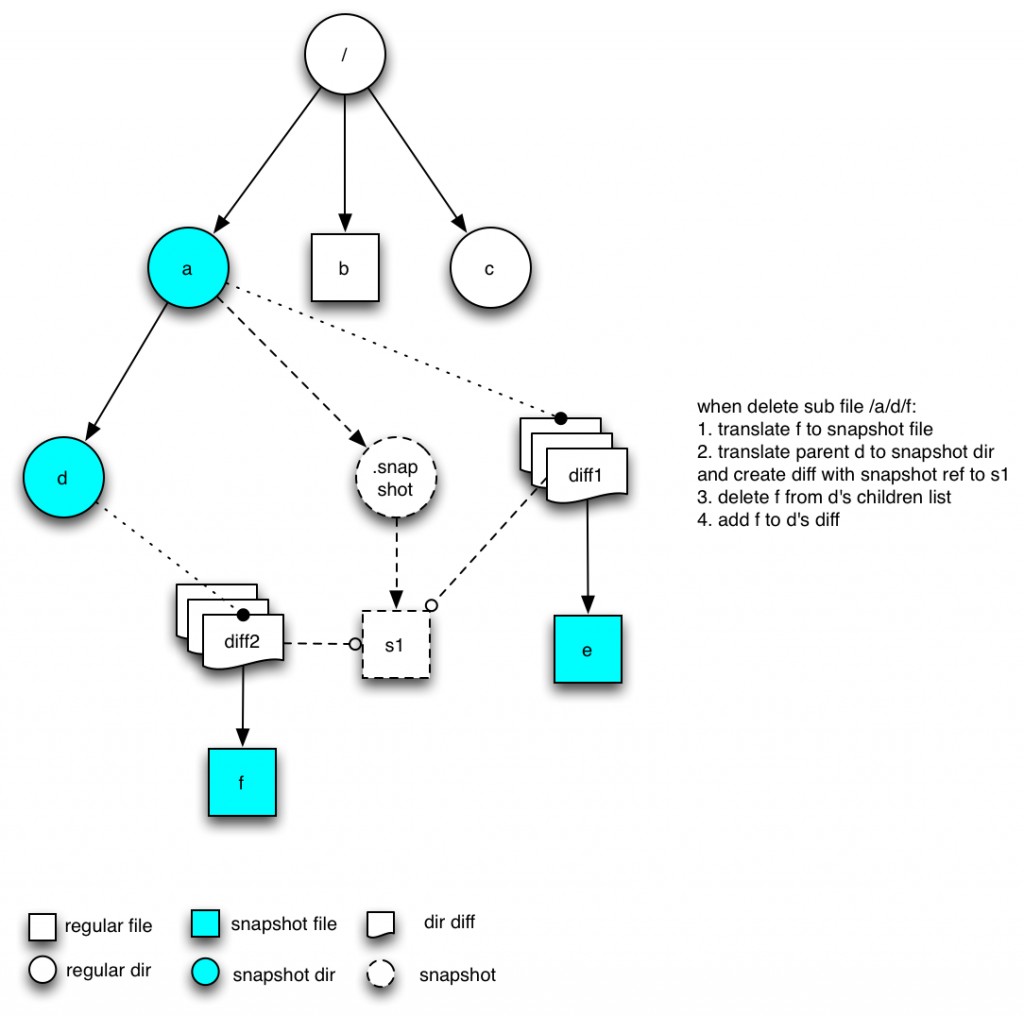 /
a
b
c
d
.snap
shot
diff1
when delete sub file /a/d/f:
1. translate f to snapshot file
2. translate parent d to snapshot dir
and create diff with snapshot ref to s1
3. delete f from d's children list
4. add f to d's diff
diff2
s1
e
f
regular file
snapshot file
dir diff
regular dir
snapshot dir
snapshot